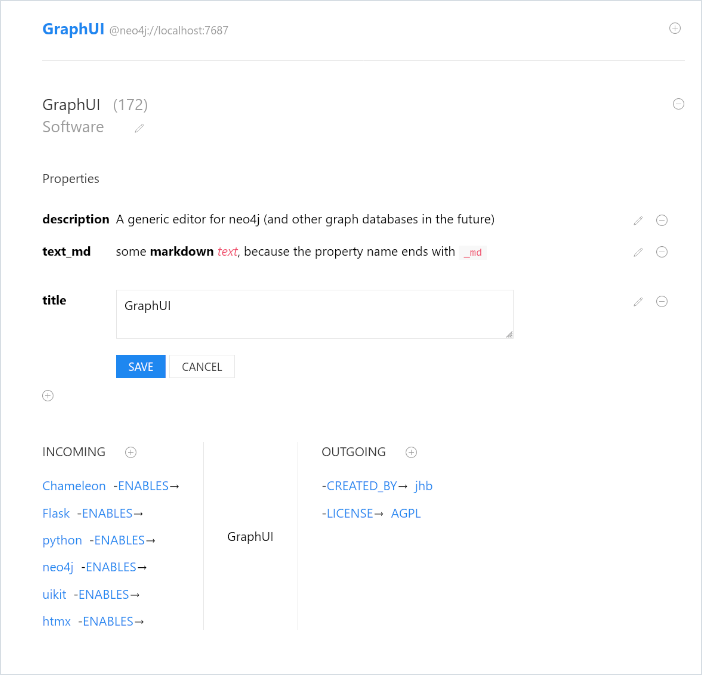 GraphUI @neo4j://localhost:7687
GraphUI (172)
Software
Properties
description A generic editor for neo4j (and other graph databases in the future)
text_md some markdown text, because the property name ends with _md
title GraphUI
SAVE CANCEL
INCOMING
Chameleon -ENABLES→
Flask -ENABLES→
python -ENABLES→
neo4j -ENABLES→
uikit -ENABLES→
htmx -ENABLES→
GraphUI
OUTGOING
-CREATED_BY→ jhb
-LICENSE→ AGPL